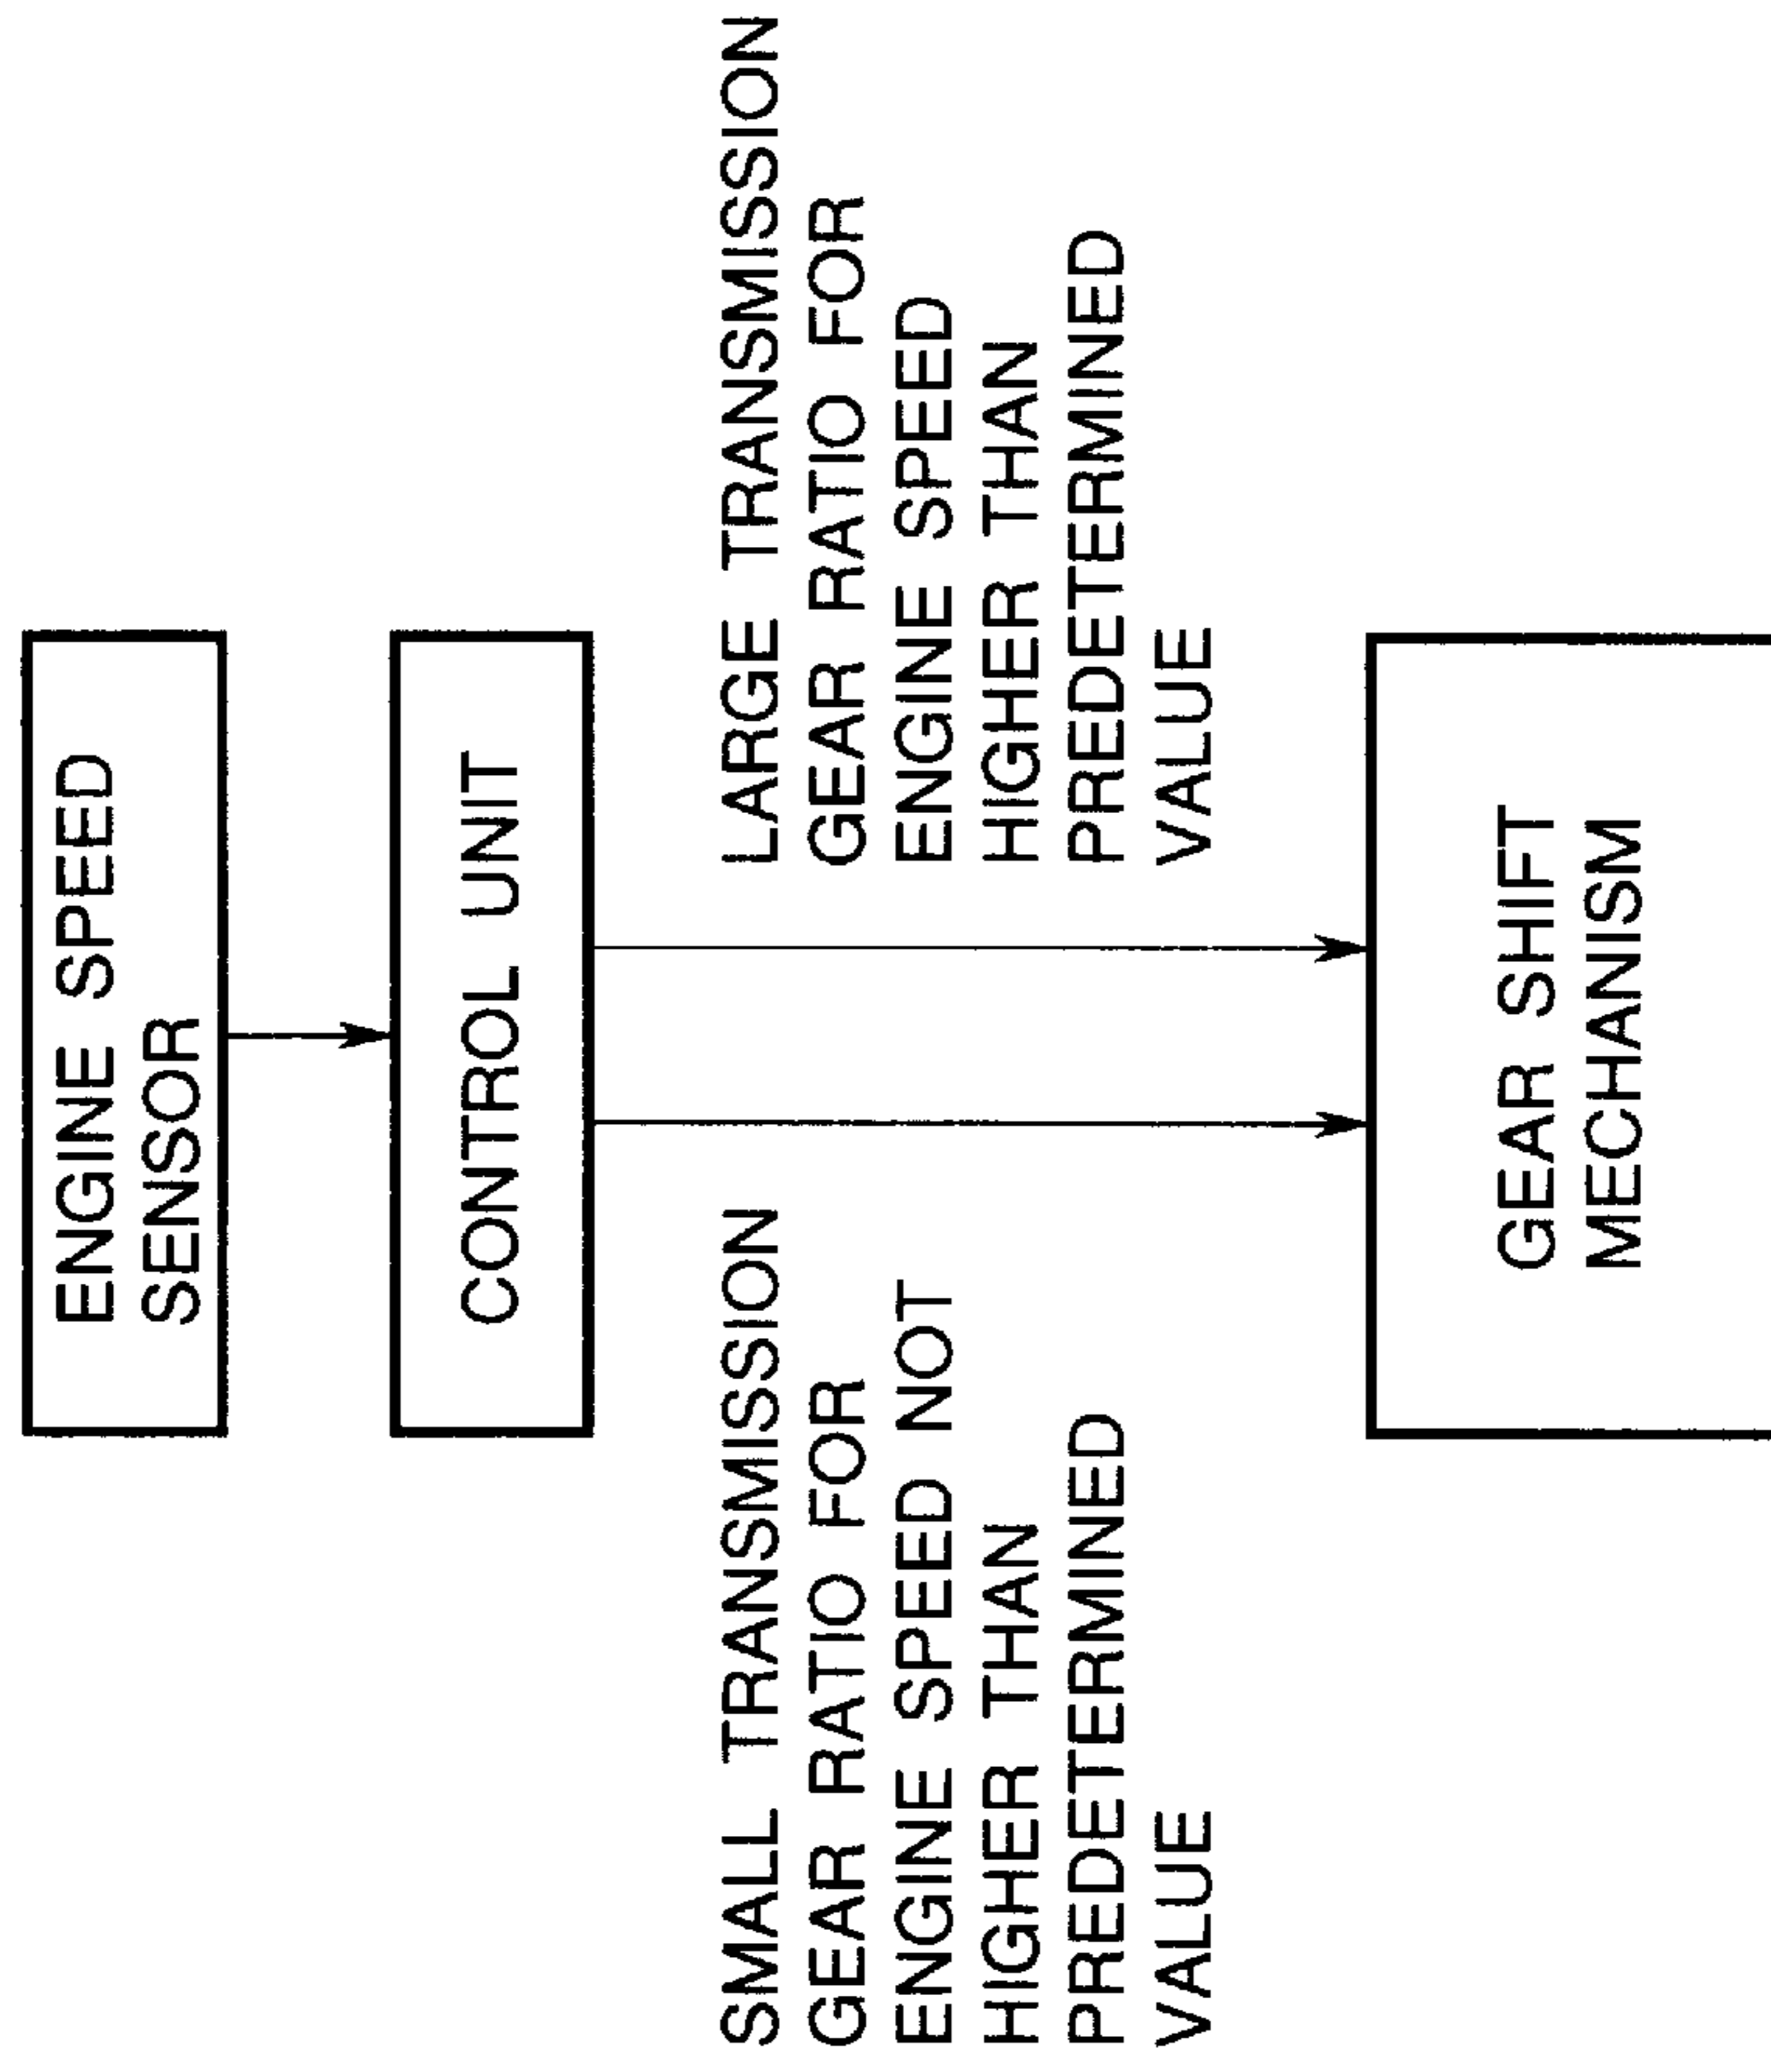 ENGINE SPEED
SENSOR
CONTROL UNIT
SMALL TRANSMISSION
GEAR RATIO FOR
ENGINE SPEED NOT
HIGHER THAN
PREDETERMINED
VALUE
LARGE TRANSMISSION
GEAR RATIO FOR
ENGINE SPEED
HIGHER THAN
PREDETERMINED
VALUE
GEAR SHIFT
MECHANISM